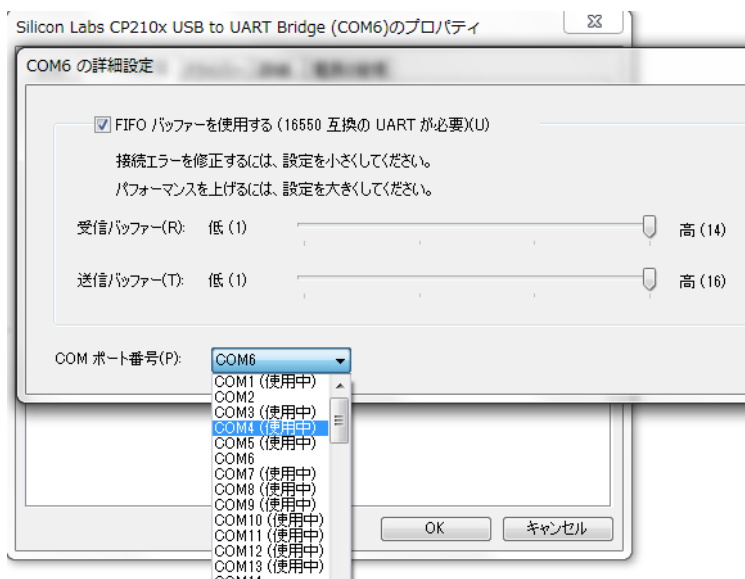 Silicon Labs CP210x USB to UART Bridge (COM6)のプロパティ
COM6 の詳細設定
FIFO バッファーを使用する (16550 互換の UART が必要)(U)
接続エラーを修正するには、設定を小さくしてください。
パフォーマンスを上げるには、設定を大きくしてください。
受信バッファー(R): 低 (1) 高 (14)
送信バッファー(T): 低 (1) 高 (16)
COM ポート番号(P): COM6
COM1 (使用中)
COM2
COM3 (使用中)
COM4 (使用中)
COM5 (使用中)
COM6
COM7 (使用中)
COM8 (使用中)
COM9 (使用中)
COM10 (使用中)
COM11 (使用中)
COM12 (使用中)
COM13 (使用中)
OK キャンセル